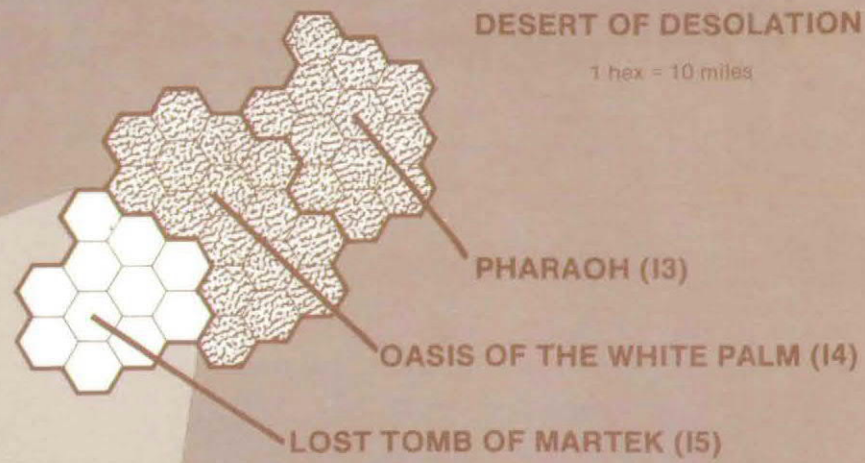 DESERT OF DESOLATION
1 hex = 10 miles
PHARAOH (I3)
OASIS OF THE WHITE PALM (I4)
LOST TOMB OF MARTEK (I5)